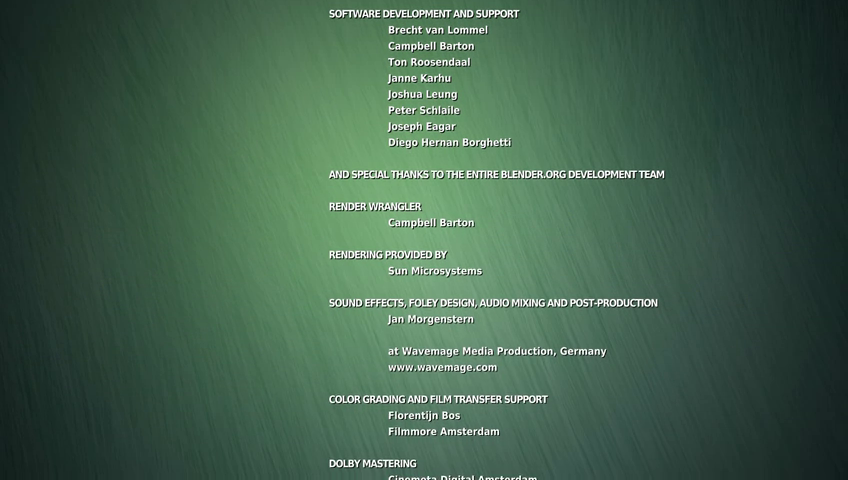 SOFTWARE DEVELOPMENT AND SUPPORT
Brecht van Lommel
Campbell Barton
Ton Roosendaal
Janne Karhu
Joshua Leung
Peter Schlaile
Joseph Eagar
Diego Hernan Borghetti
AND SPECIAL THANKS TO THE ENTIRE BLENDER.ORG DEVELOPMENT TEAM
RENDER WRANGLER
Campbell Barton
RENDERING PROVIDED BY
Sun Microsystems
SOUND EFFECTS, FOLEY DESIGN, AUDIO MIXING AND POST-PRODUCTION
Jan Morgenstern
at Wavemage Media Production, Germany
www.wavemage.com
COLOR GRADING AND FILM TRANSFER SUPPORT
Florentijn Bos
Filmmore Amsterdam
DOLBY MASTERING
Cinemeta Digital Amsterdam